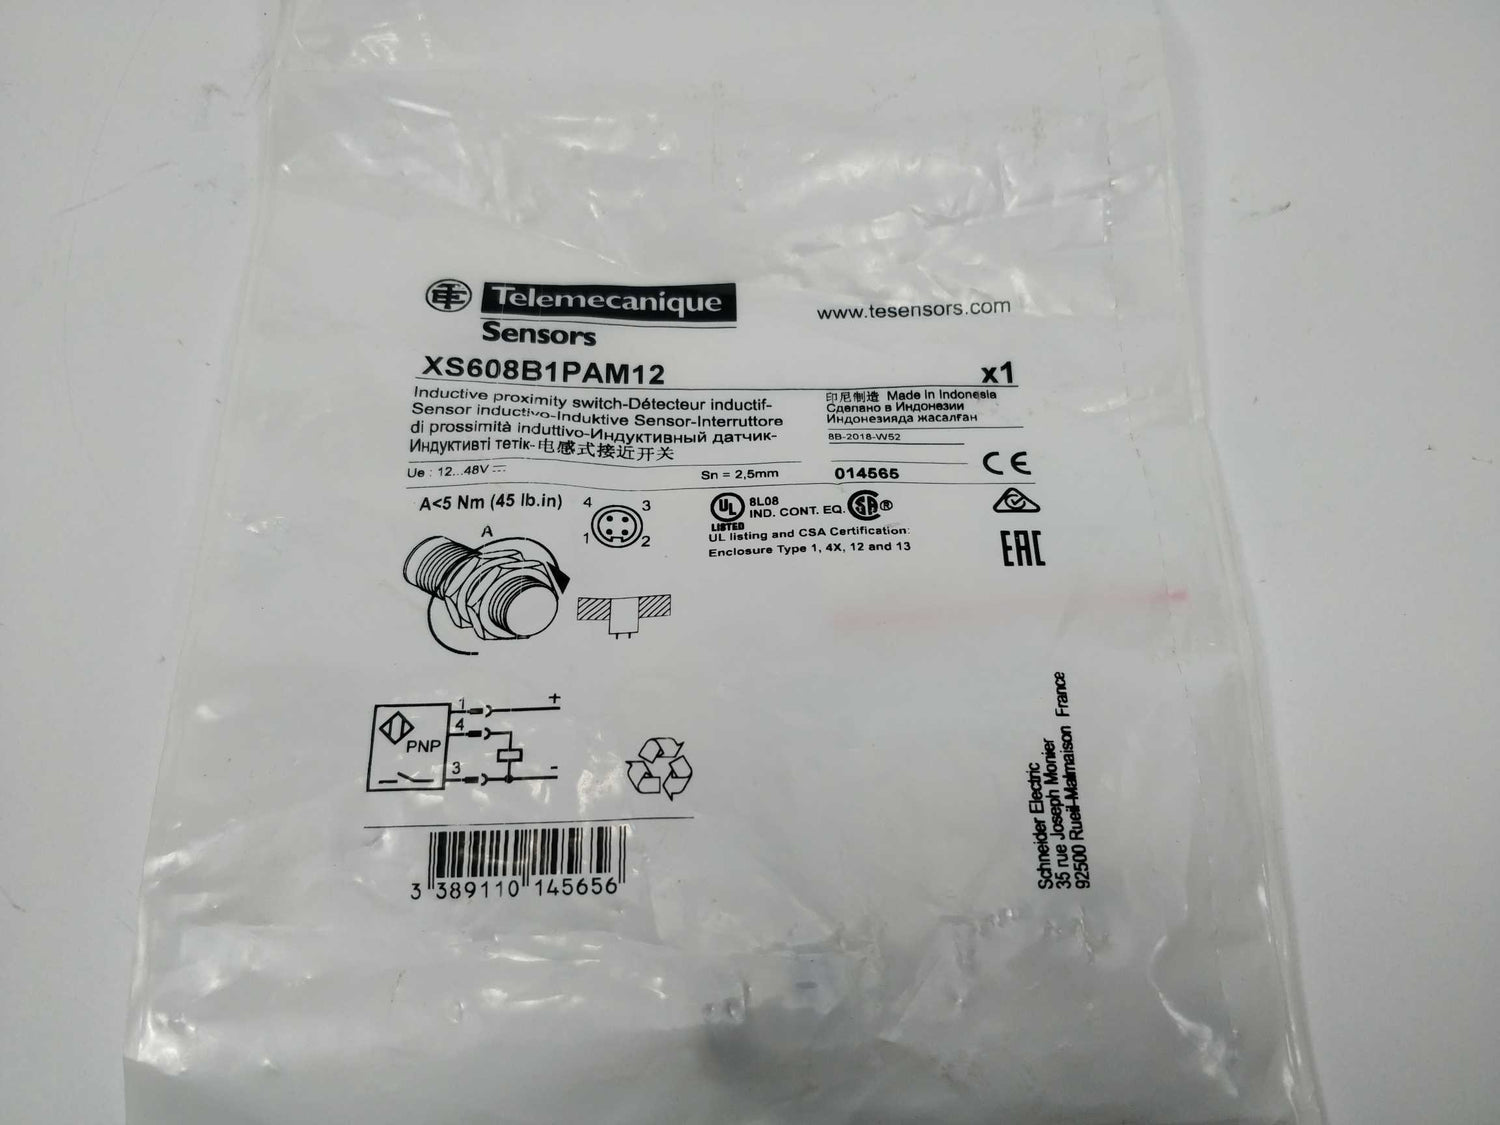 Telemecanique
Sensors
www.tesensors.com
XS608B1PAM12
x1
Inductive proximity switch-Détecteur inductif-
Sensor inductivo-Induktive Sensor-Interruttore
di prossimità induttivo-Индуктивный датчик-
Индуктивті тетік-电感式接近开关
印尼制造 Made in Indonesia
Сделано в Индонезии
Индонезияда жасалған
8B-2018-W52
Ue : 12...48V
Sn = 2,5mm
014565
CE
A<5 Nm (45 lb.in)
A
4
3
1
2
UL
LISTED
8L08
IND. CONT. EQ.
SA ®
UL listing and CSA Certification:
Enclosure Type 1, 4X, 12 and 13
EAC
1
+
4
PNP
3
-
3 389110 145656
Schneider Electric
35 rue Joseph Monier
92500 Rueil-Malmaison France